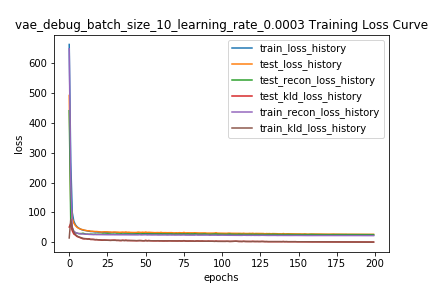 vae_debug_batch_size_10_learning_rate_0.0003 Training Loss Curve
train_loss_history
test_loss_history
test_recon_loss_history
test_kld_loss_history
train_recon_loss_history
train_kld_loss_history
loss
600
500
400
300
200
100
0
0 25 50 75 100 125 150 175 200
epochs